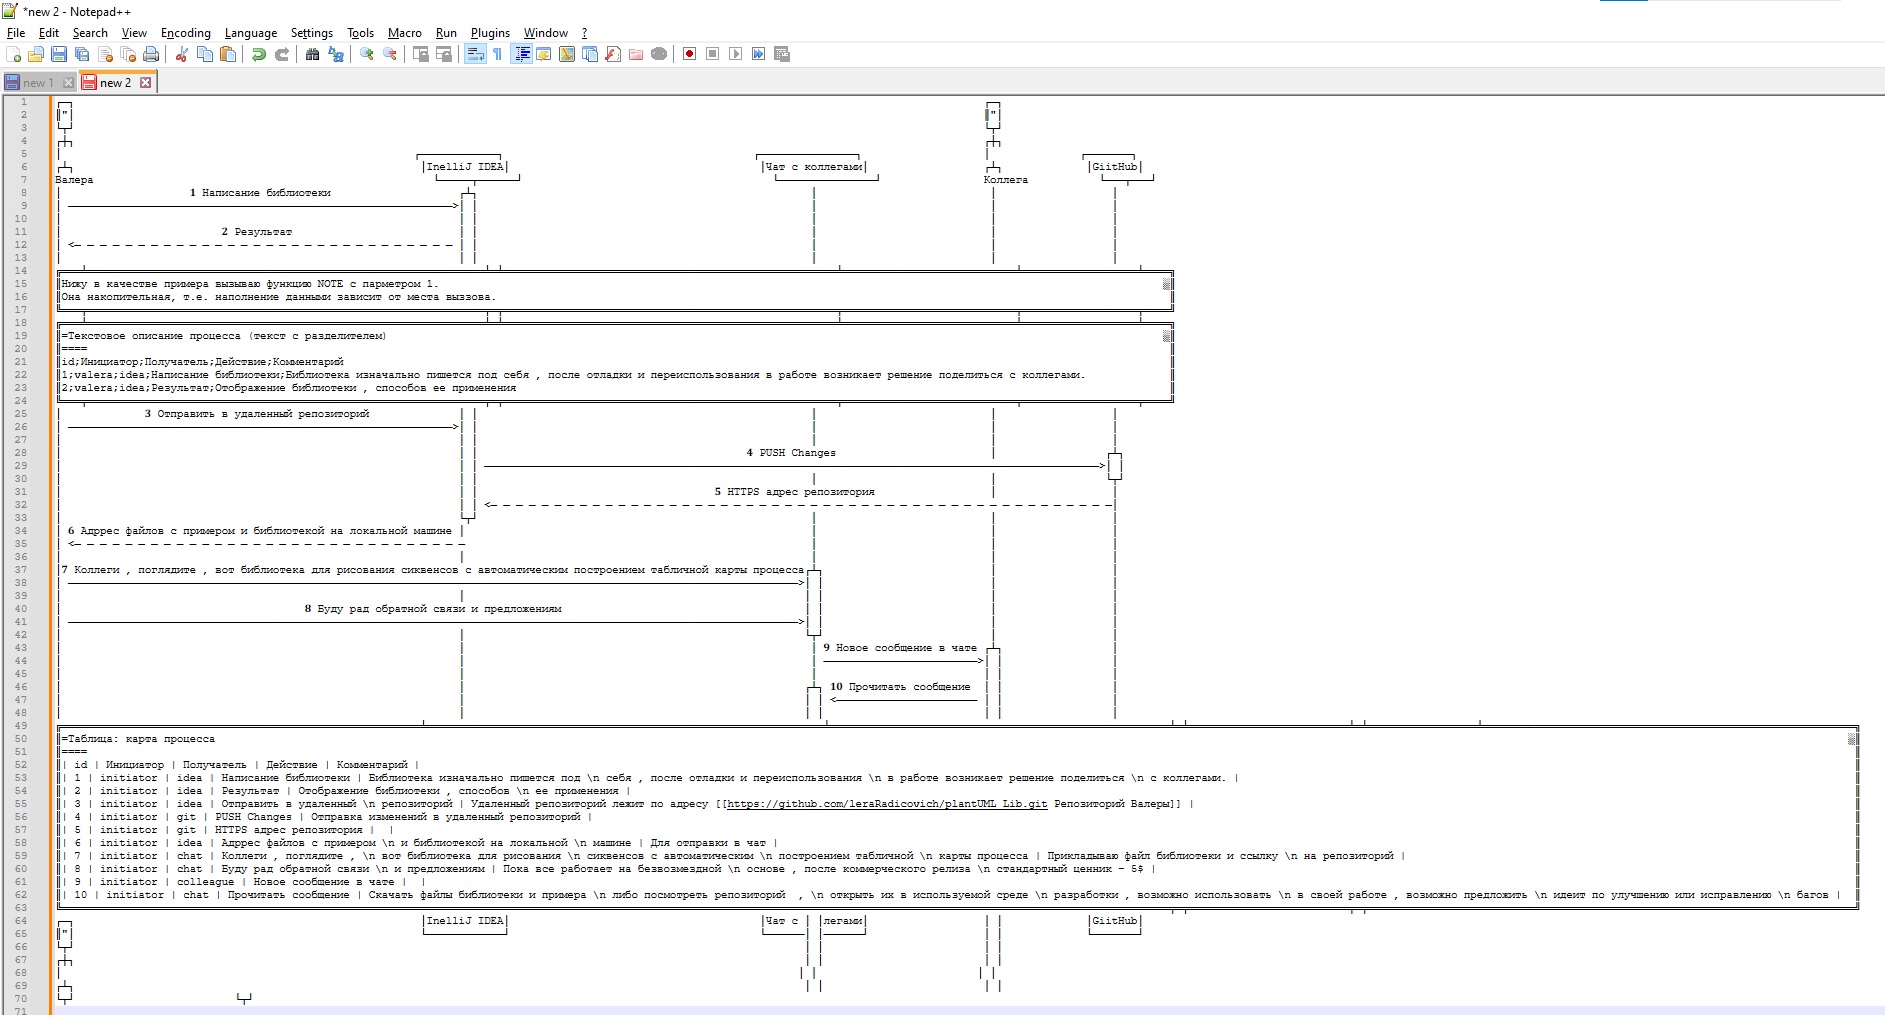 *new 2 - Notepad++
File Edit Search View Encoding Language Settings Tools Macro Run Plugins Window ?
new 1 new 2
1
2
3
4
5
6 InelliJ IDEA Чат с коллегами GiitHub
7 Валера Коллега
8 1 Написание библиотеки
9
10
11 2 Результат
12
13
14
15 Нижу в качестве примера вызываю функцию NOTE с парметром 1.
16 Она накопительная, т.е. наполнение данными зависит от места выззова.
17
18
19 =Текстовое описание процесса (текст с разделителем)
20 ====
21 id;Инициатор;Получатель;Действие;Комментарий
22 1;valera;idea;Написание библиотеки;Библиотека изначально пишется под себя , после отладки и переиспользования в работе возникает решение поделиться с коллегами.
23 2;valera;idea;Результат;Отображение библиотеки , способов ее применения
24
25 3 Отправить в удаленный репозиторий
26
27
28 4 PUSH Changes
29
30
31 5 HTTPS адрес репозитория
32
33
34 6 Адррес файлов с примером и библиотекой на локальной машине
35
36
37 7 Коллеги , поглядите , вот библиотека для рисования сиквенсов с автоматическим построением табличной карты процесса
38
39
40 8 Буду рад обратной связи и предложениям
41
42
43 9 Новое сообщение в чате
44
45
46 10 Прочитать сообщение
47
48
49
50 =Таблица: карта процесса
51 ====
52 | id | Инициатор | Получатель | Действие | Комментарий |
53 | 1 | initiator | idea | Написание библиотеки | Библиотека изначально пишется под \n себя , после отладки и переиспользования \n в работе возникает решение поделиться \n с коллегами. |
54 | 2 | initiator | idea | Результат | Отображение библиотеки , способов \n ее применения |
55 | 3 | initiator | idea | Отправить в удаленный \n репозиторий | Удаленный репозиторий лежит по адресу [[https://github.com/leraRadicovich/plantUML_Lib.git Репозиторий Валеры]] |
56 | 4 | initiator | git | PUSH Changes | Отправка изменений в удаленный репозиторий |
57 | 5 | initiator | git | HTTPS адрес репозитория | |
58 | 6 | initiator | idea | Адррес файлов с примером \n и библиотекой на локальной \n машине | Для отправки в чат |
59 | 7 | initiator | chat | Коллеги , поглядите , \n вот библиотека для рисования \n сиквенсов с автоматическим \n построением табличной \n карты процесса | Прикладываю файл библиотеки и ссылку \n на репозиторий |
60 | 8 | initiator | chat | Буду рад обратной связи \n и предложениям | Пока все работает на безвозмездной \n основе , после коммерческого релиза \n стандартный ценник - 5$ |
61 | 9 | initiator | colleague | Новое сообщение в чате | |
62 | 10 | initiator | chat | Прочитать сообщение | Скачать файлы библиотеки и примера \n либо посмотреть репозиторий , \n открыть их в используемой среде \n разработки , возможно использовать \n в своей работе , возможно предложить \n идеит по улучшению или исправлению \n багов |
63
64 InelliJ IDEA Чат с легами GiitHub
65
66
67
68
69
70
71